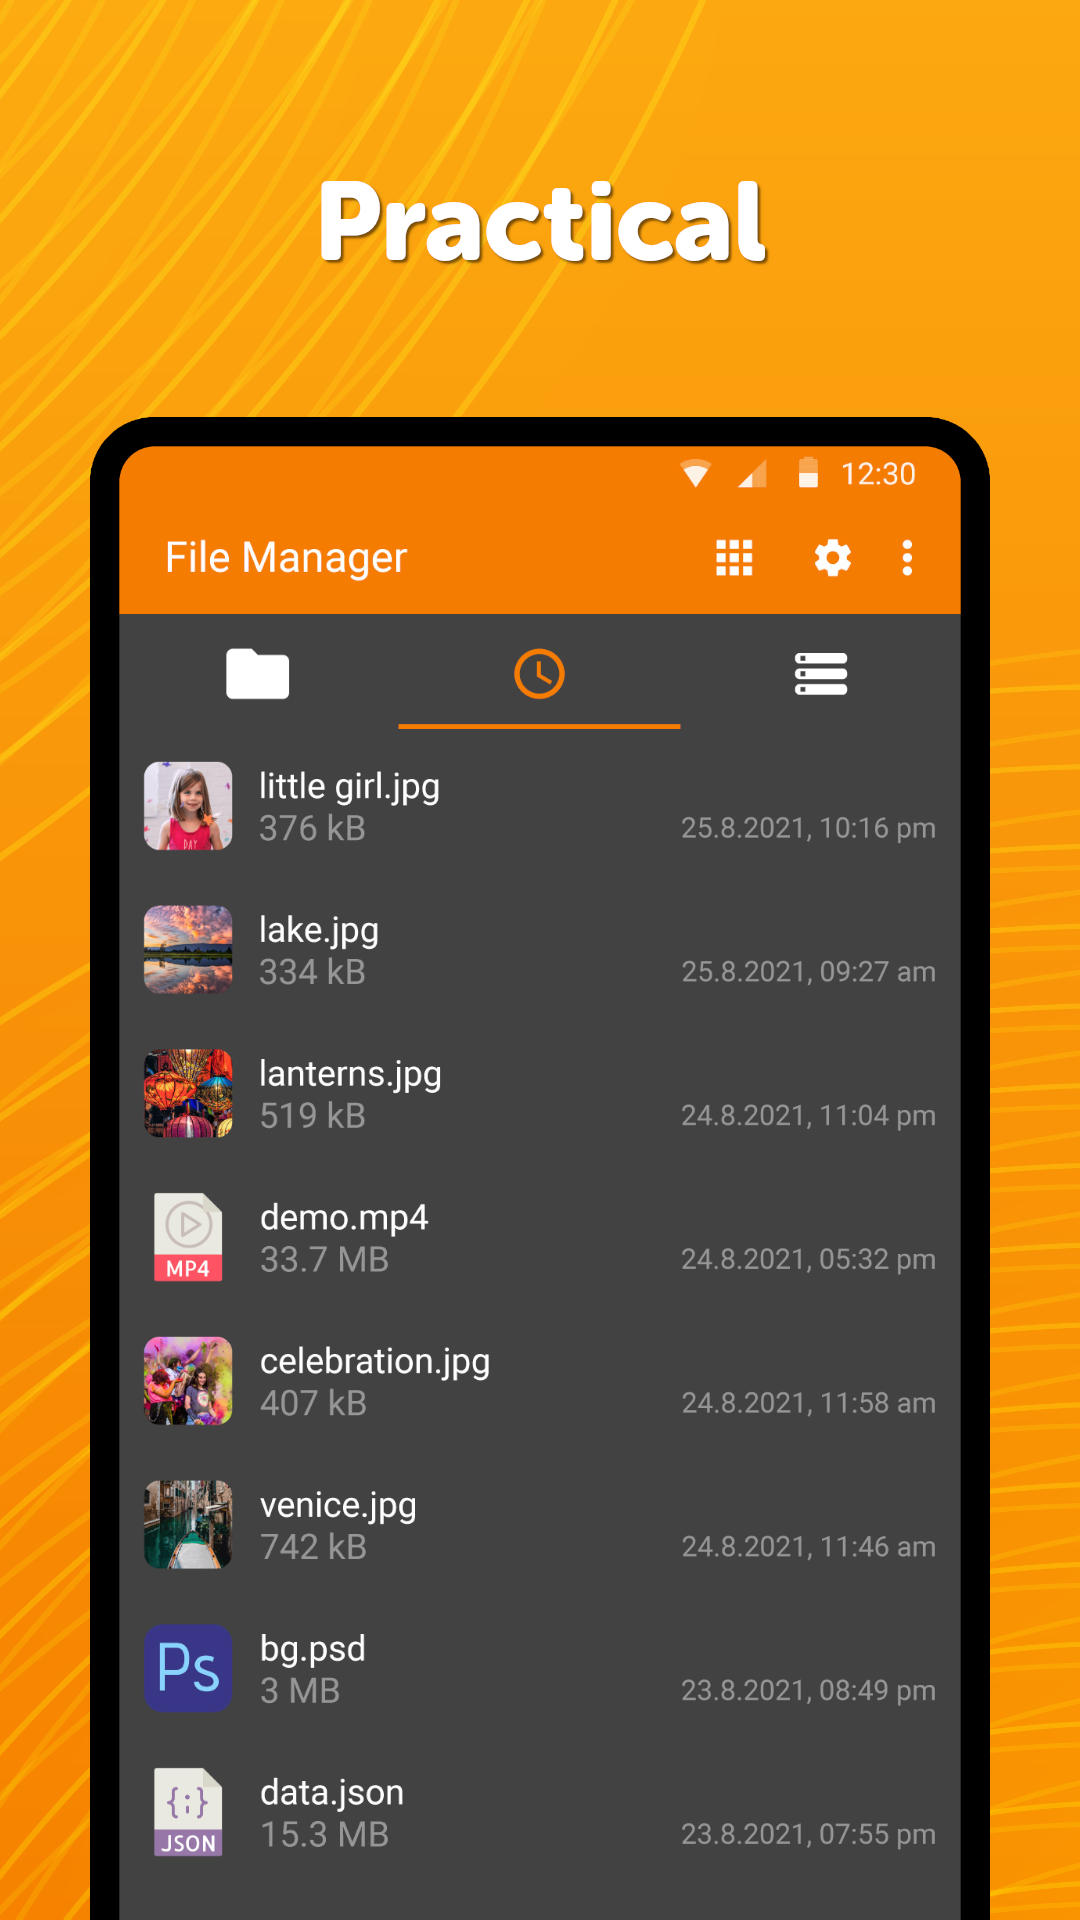 Practical
12:30
File Manager
little girl.jpg
376 kB
25.8.2021, 10:16 pm
DAY
lake.jpg
334 kB
25.8.2021, 09:27 am
lanterns.jpg
519 kB
24.8.2021, 11:04 pm
MP4
demo.mp4
33.7 MB
24.8.2021, 05:32 pm
celebration.jpg
407 kB
24.8.2021, 11:58 am
venice.jpg
742 kB
24.8.2021, 11:46 am
Ps
bg.psd
3 MB
23.8.2021, 08:49 pm
{;}
JSON
data.json
15.3 MB
23.8.2021, 07:55 pm